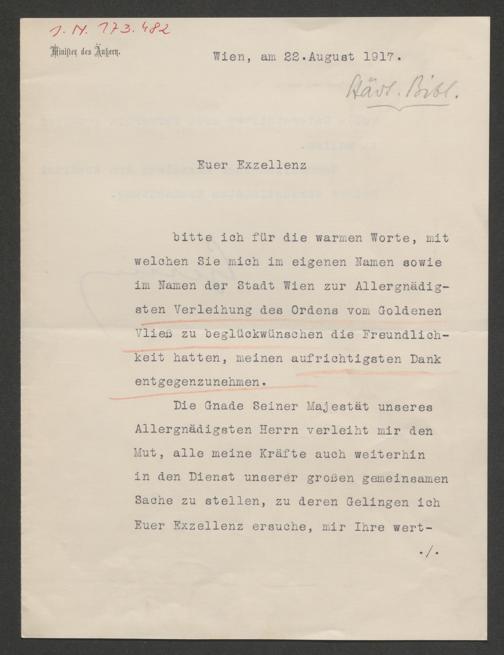 J. N. 173.482
Minister des Äußern.
Wien, am 22.August 1917.
Städt. Bibl.
Euer Exzellenz
bitte ich für die warmen Worte, mit
welchen Sie mich im eigenen Namen sowie
im Namen der Stadt Wien zur Allergnädig-
sten Verleihung des Ordens vom Goldenen
Vließ zu beglückwünschen die Freundlich-
keit hatten, meinen aufrichtigsten Dank
entgegenzunehmen.
Die Gnade Seiner Majestät unseres
Allergnädigsten Herrn verleiht mir den
Mut, alle meine Kräfte auch weiterhin
in den Dienst unserer großen gemeinsamen
Sache zu stellen, zu deren Gelingen ich
Euer Exzellenz ersuche, mir Ihre wert-
./.